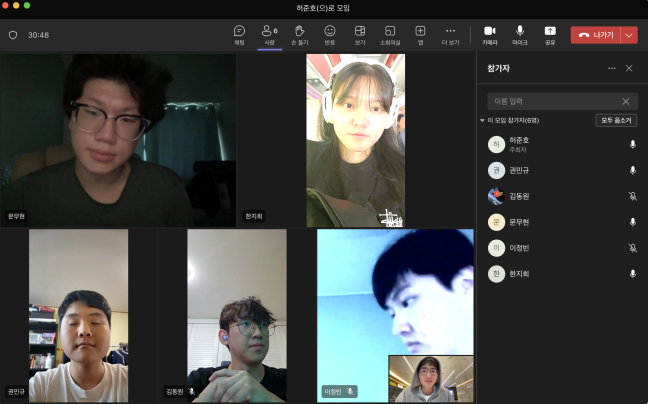 허준호(으)로 모임
30:48
채팅
6
사람
손 들기
반응
보기
소회의실
앱
더 보기
카메라
마이크
공유
나가기
참가자
이름 입력
이 모임 참가자(6명)
모두 음소거
허
허준호
주최자
권
권민규
김동원
문
문무현
이
이정빈
한
한지희
문무현
한지희
권민규
김동원
이정빈